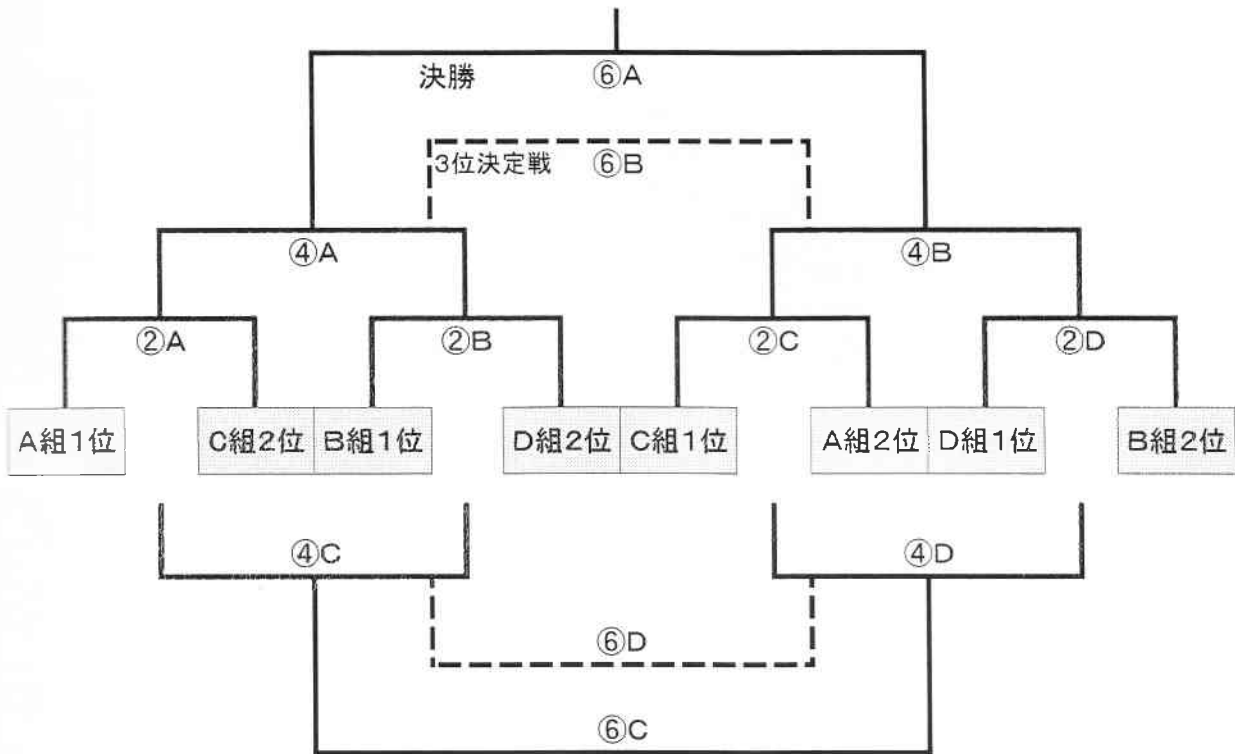 決勝 ⑥A
3位決定戦 ⑥B
④A ④B
②A ②B ②C ②D
A組1位 C組2位 B組1位 D組2位 C組1位 A組2位 D組1位 B組2位
④C ④D
⑥D
⑥C